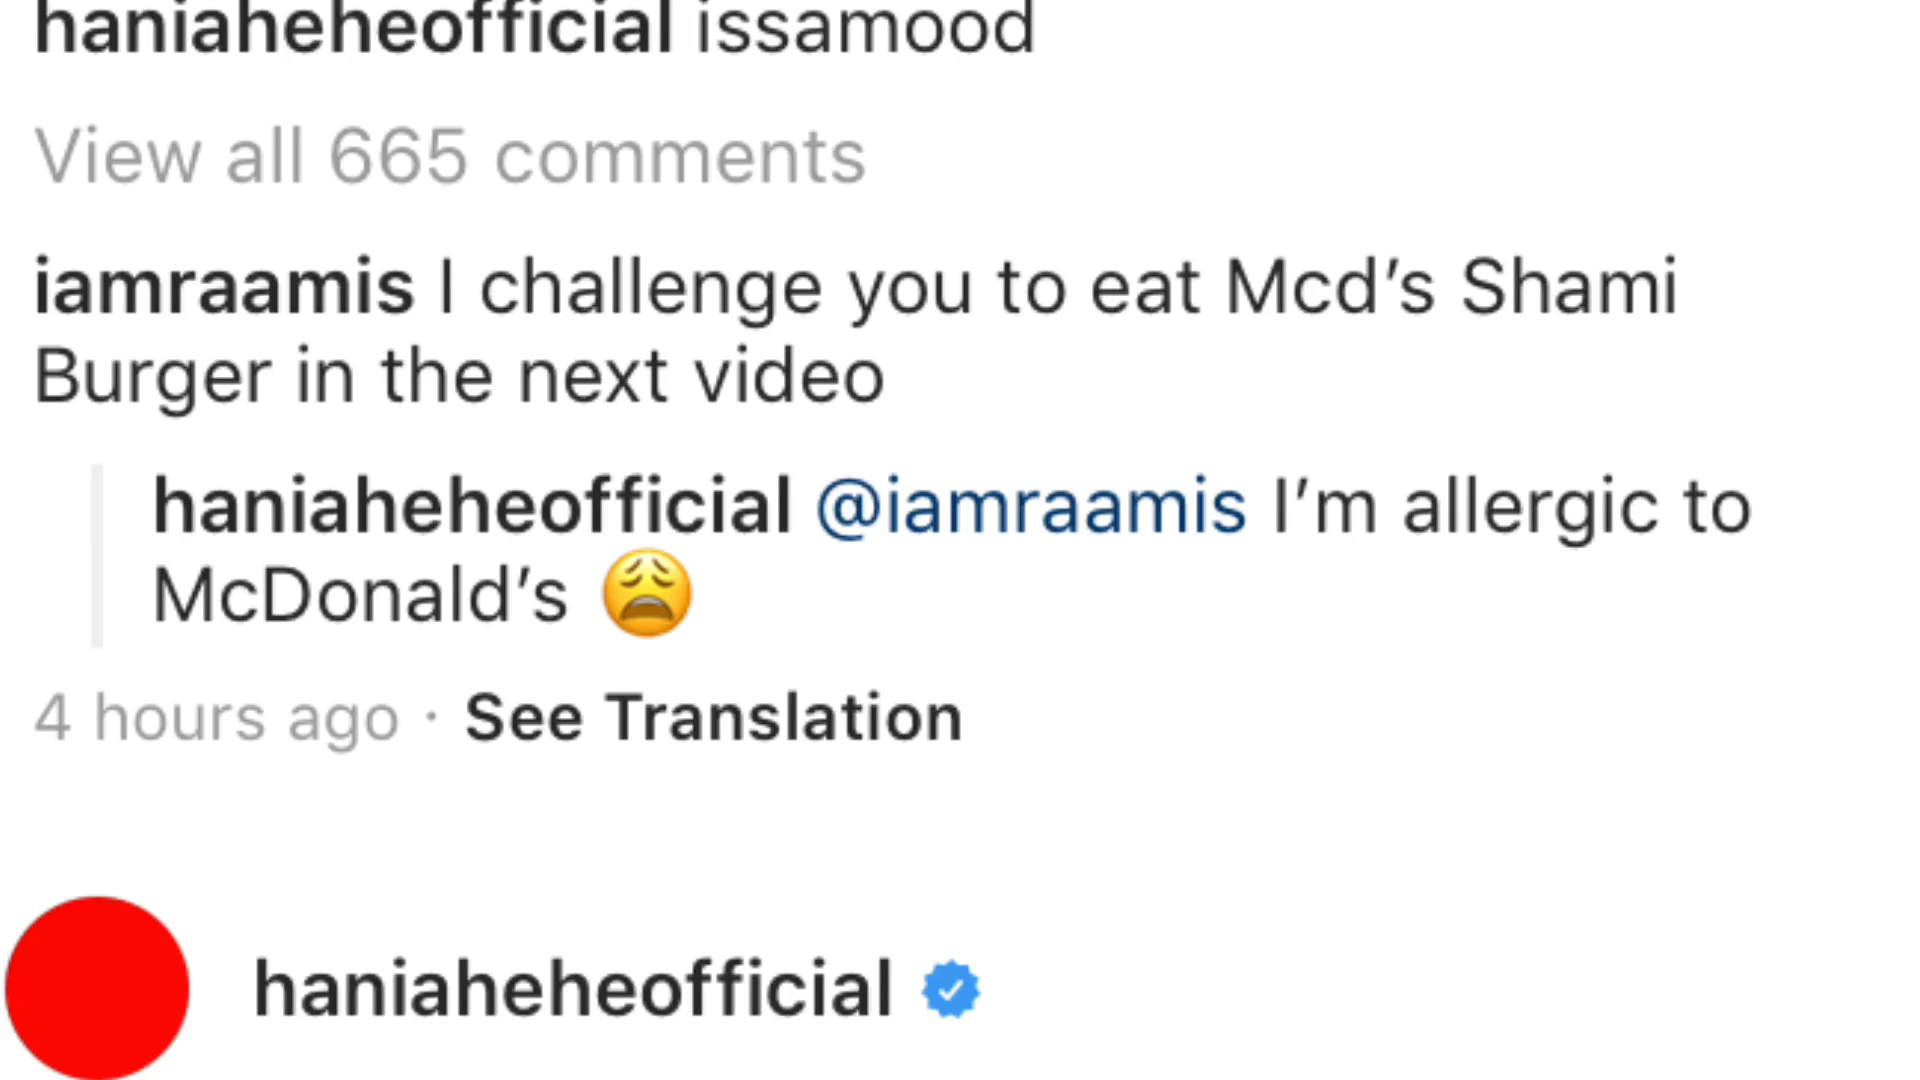 haniaheheofficial issamood
View all 665 comments
iamraamis I challenge you to eat Mcd’s Shami
Burger in the next video
haniaheheofficial @iamraamis I’m allergic to
McDonald’s 😩
4 hours ago · See Translation
haniaheheofficial